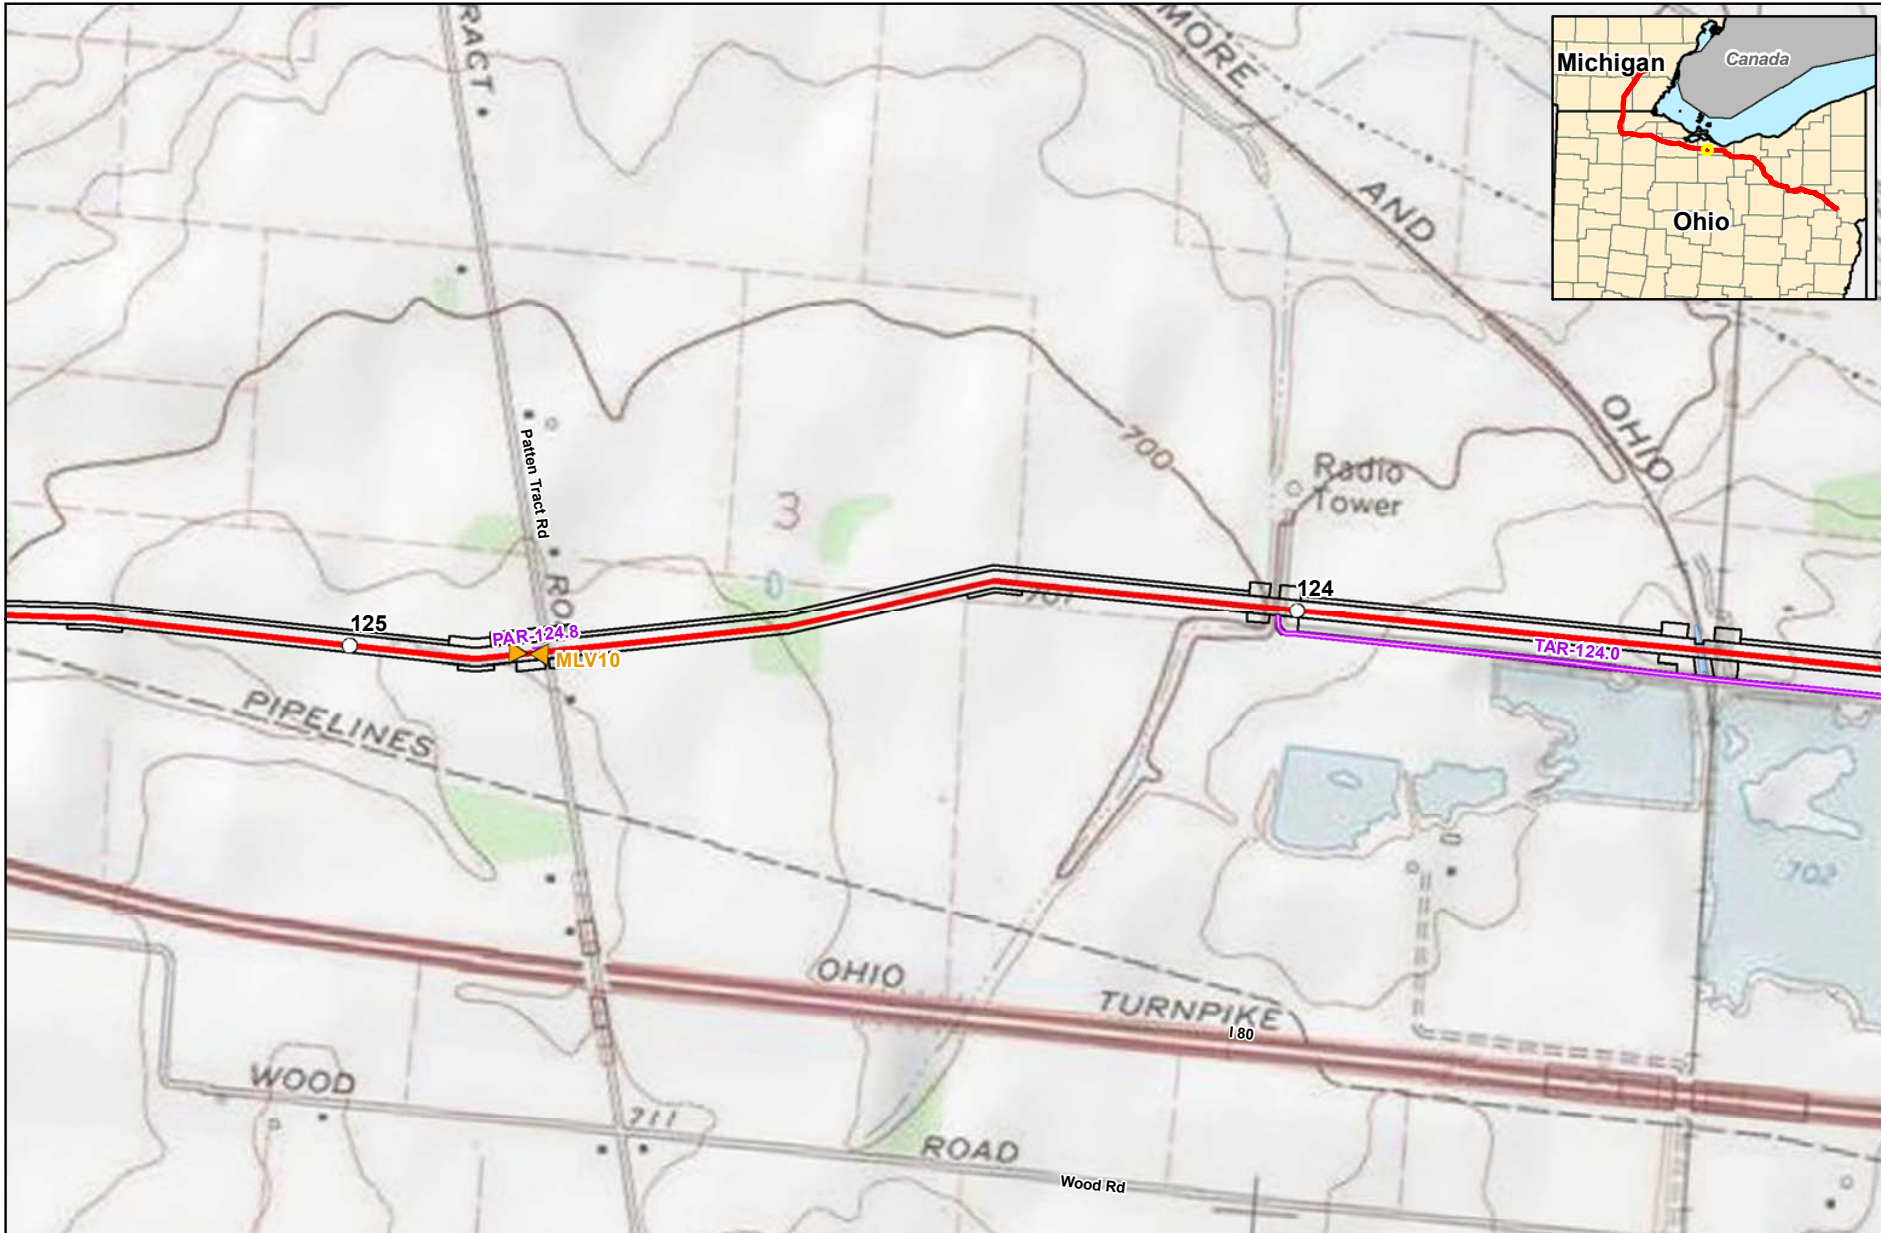 RACT
MORE
AND
OHIO
Michigan
Canada
Ohio
Patten Tract Rd
3
700
Radio
Tower
124
125
PAR-124.8
MLV10
TAR-124.0
PIPELINES
702
OHIO
TURNPIKE
I 80
WOOD
711
ROAD
Wood Rd